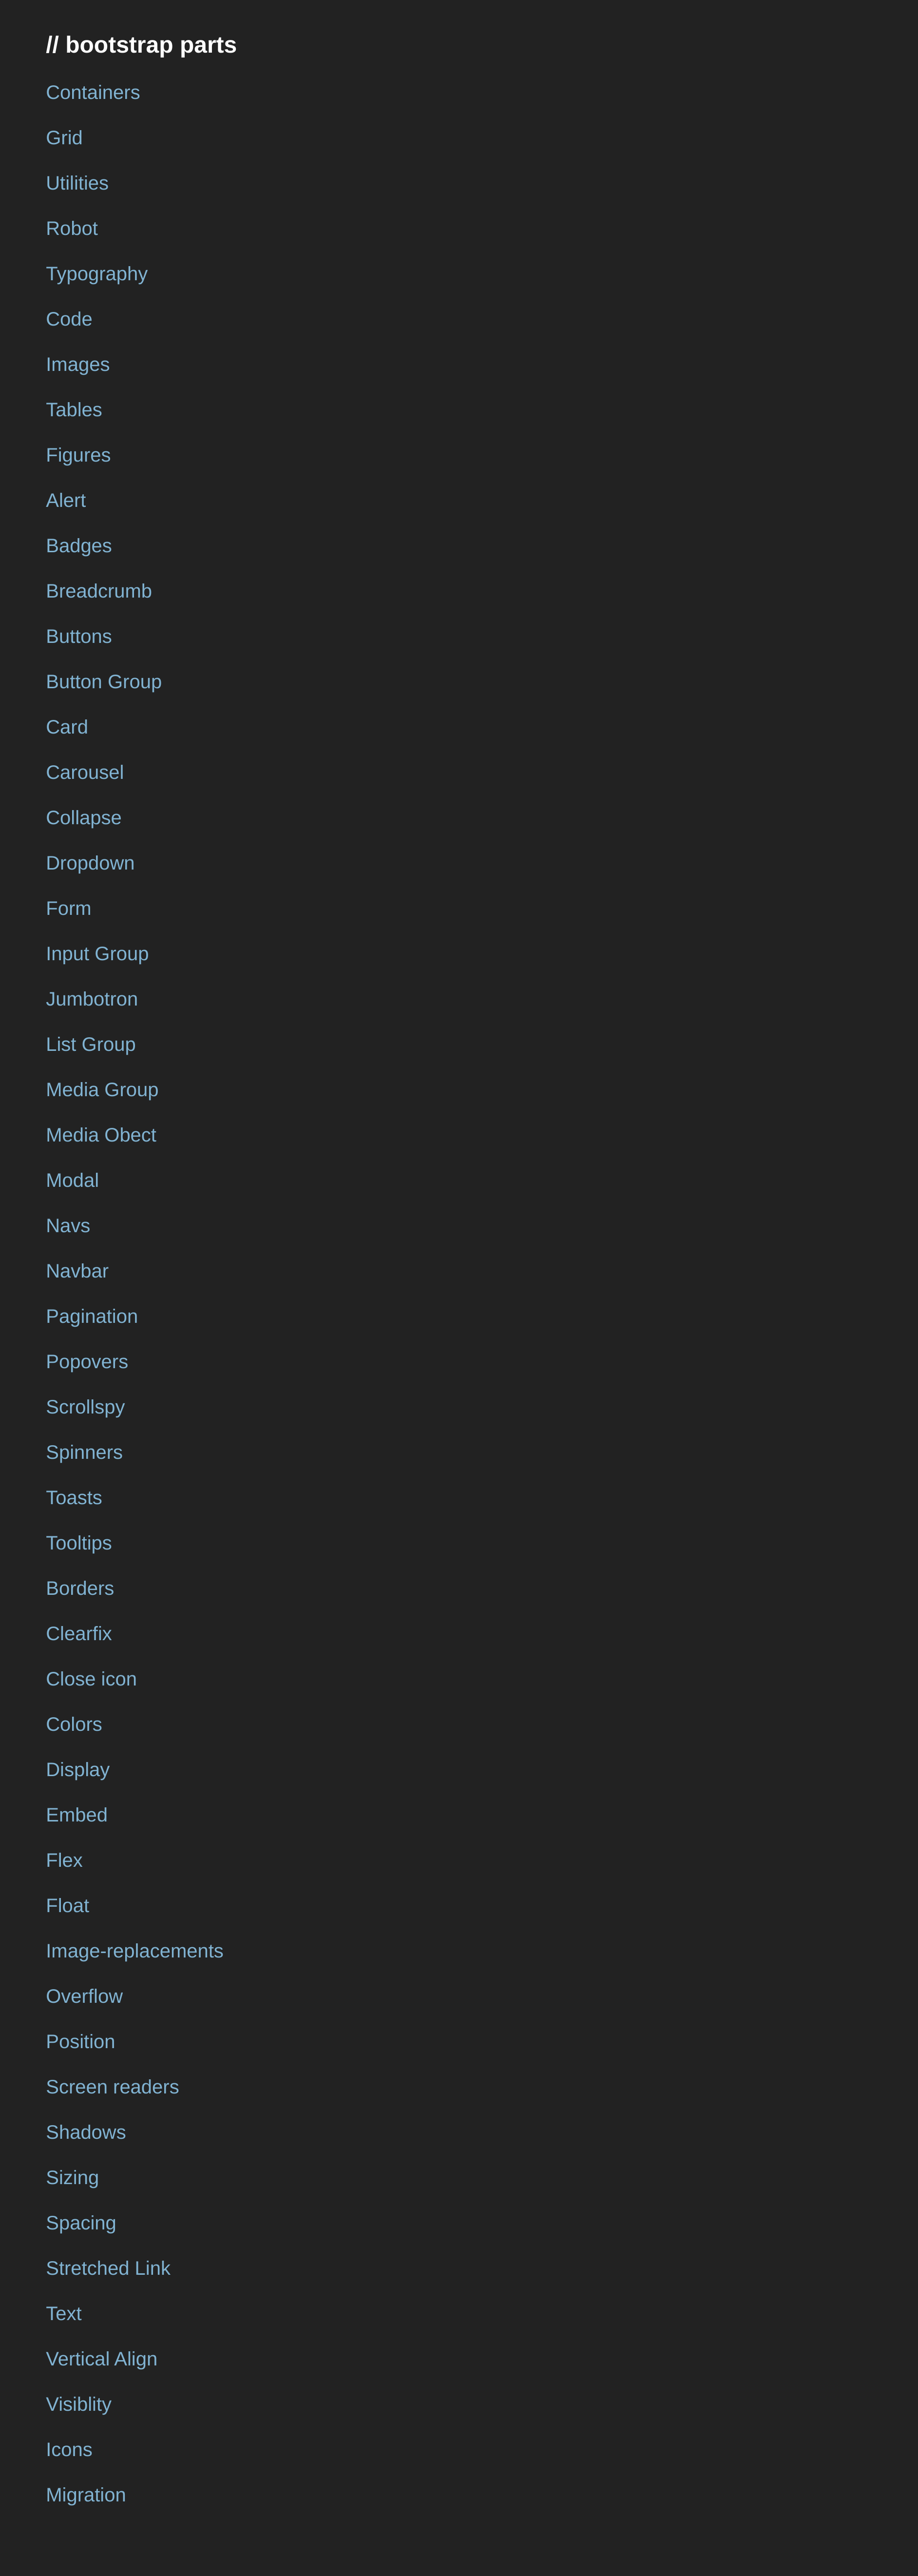 // bootstrap parts
Containers
Grid
Utilities
Robot
Typography
Code
Images
Tables
Figures
Alert
Badges
Breadcrumb
Buttons
Button Group
Card
Carousel
Collapse
Dropdown
Form
Input Group
Jumbotron
List Group
Media Group
Media Obect
Modal
Navs
Navbar
Pagination
Popovers
Scrollspy
Spinners
Toasts
Tooltips
Borders
Clearfix
Close icon
Colors
Display
Embed
Flex
Float
Image-replacements
Overflow
Position
Screen readers
Shadows
Sizing
Spacing
Stretched Link
Text
Vertical Align
Visiblity
Icons
Migration